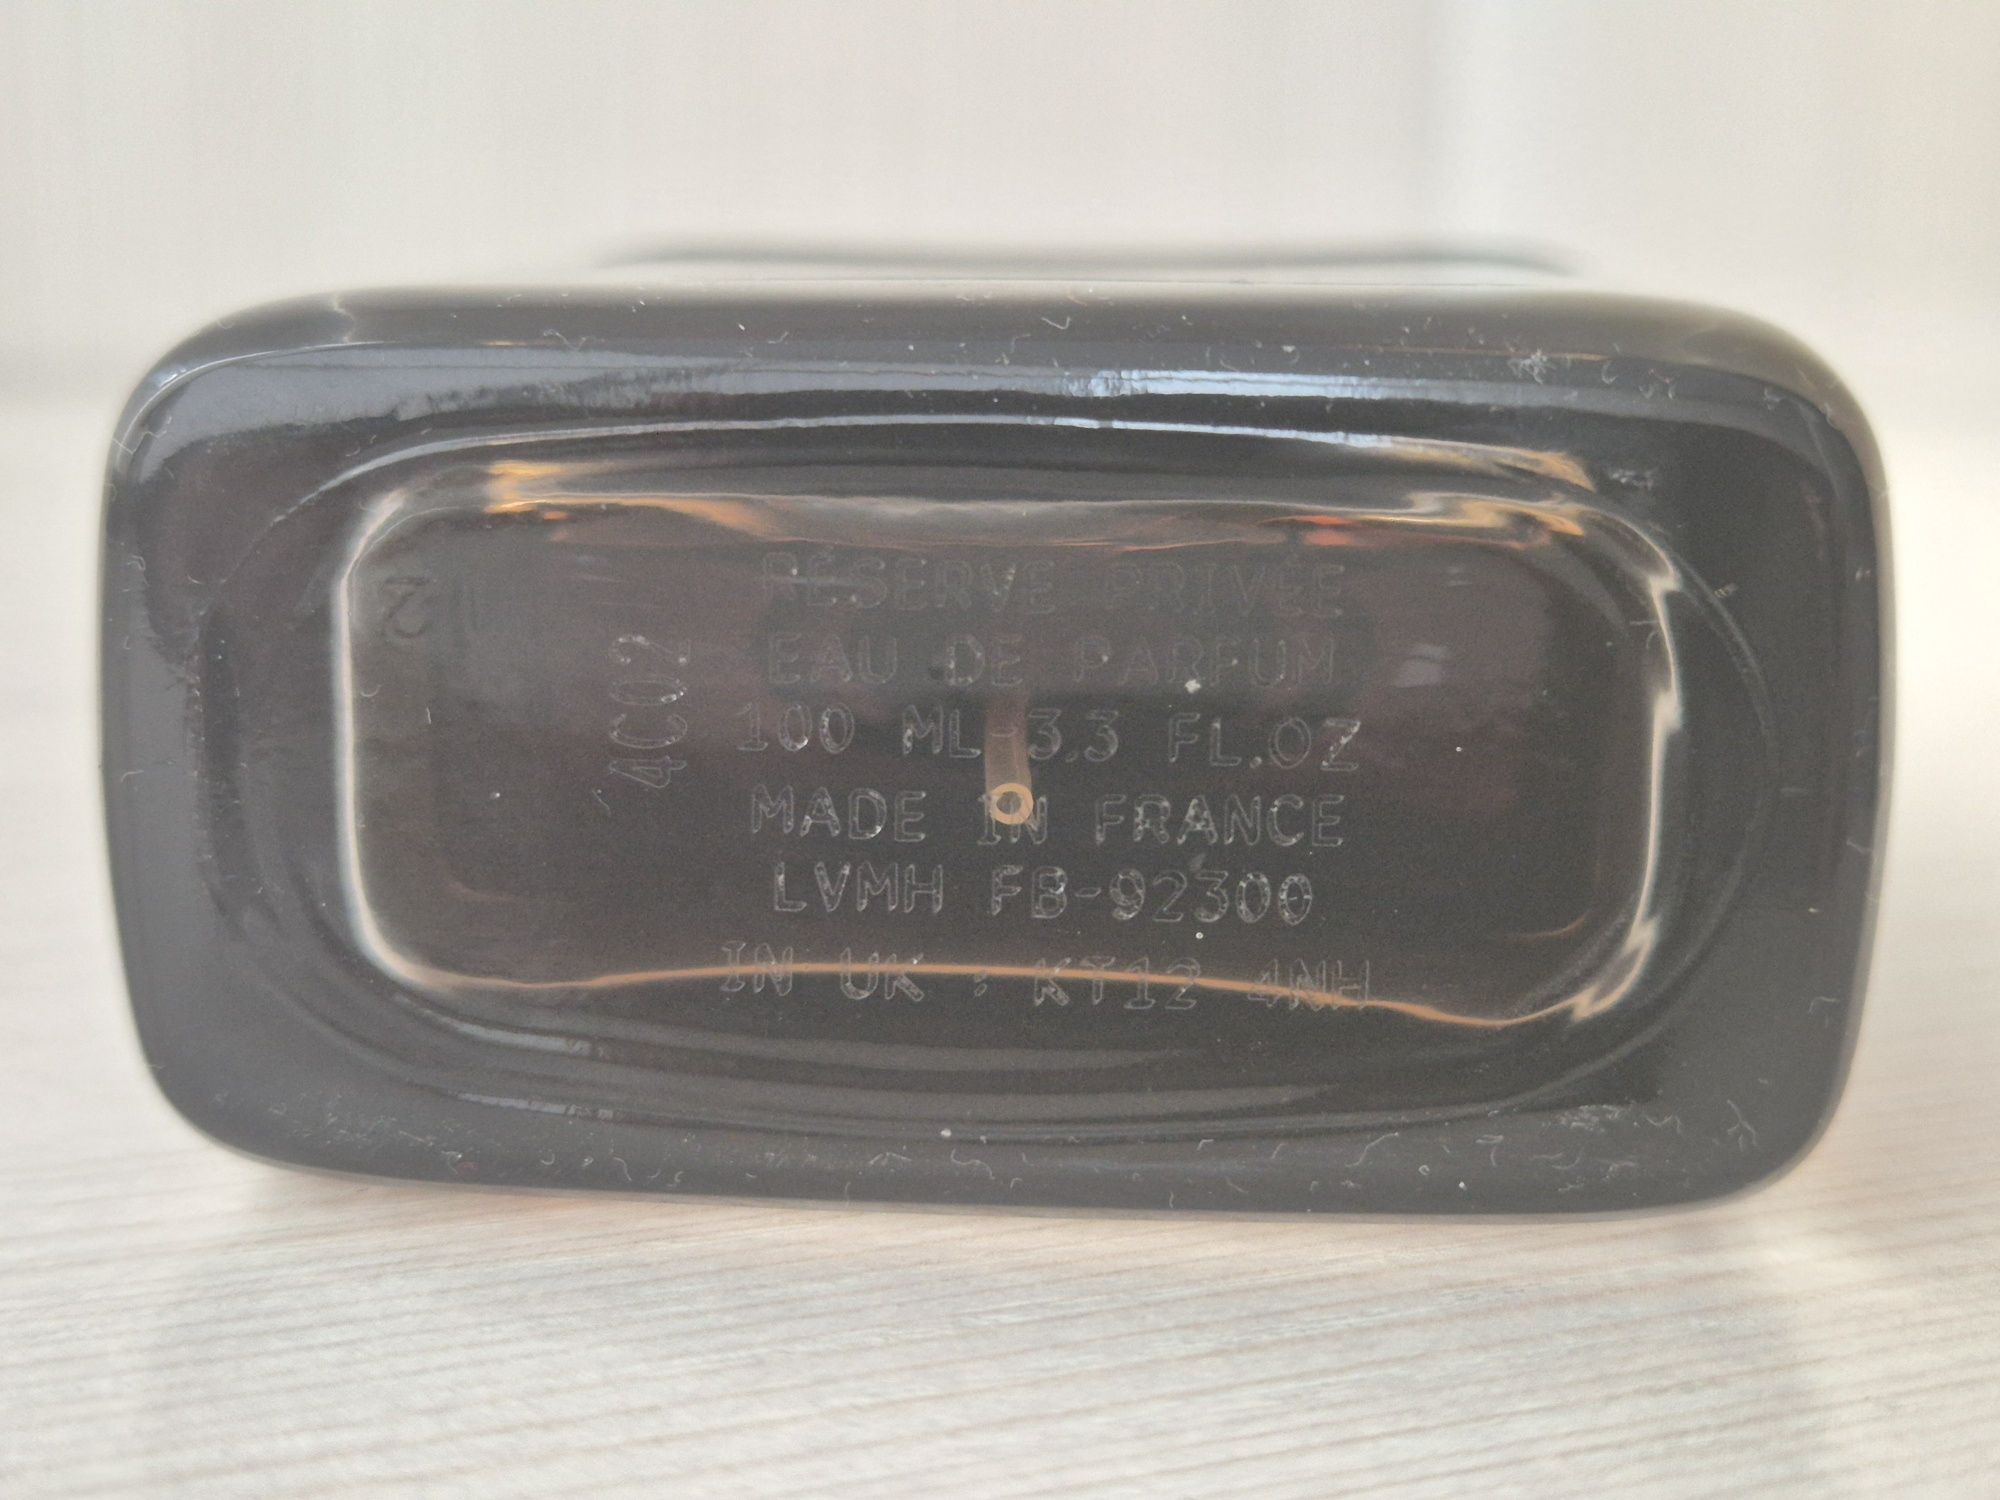 RÉSERVE PRIVÉE
EAU DE PARFUM
100 ML-3.3 FL.OZ
MADE IN FRANCE
LVMH FB-92300
IN UK : KT12 4NH
4C02
2